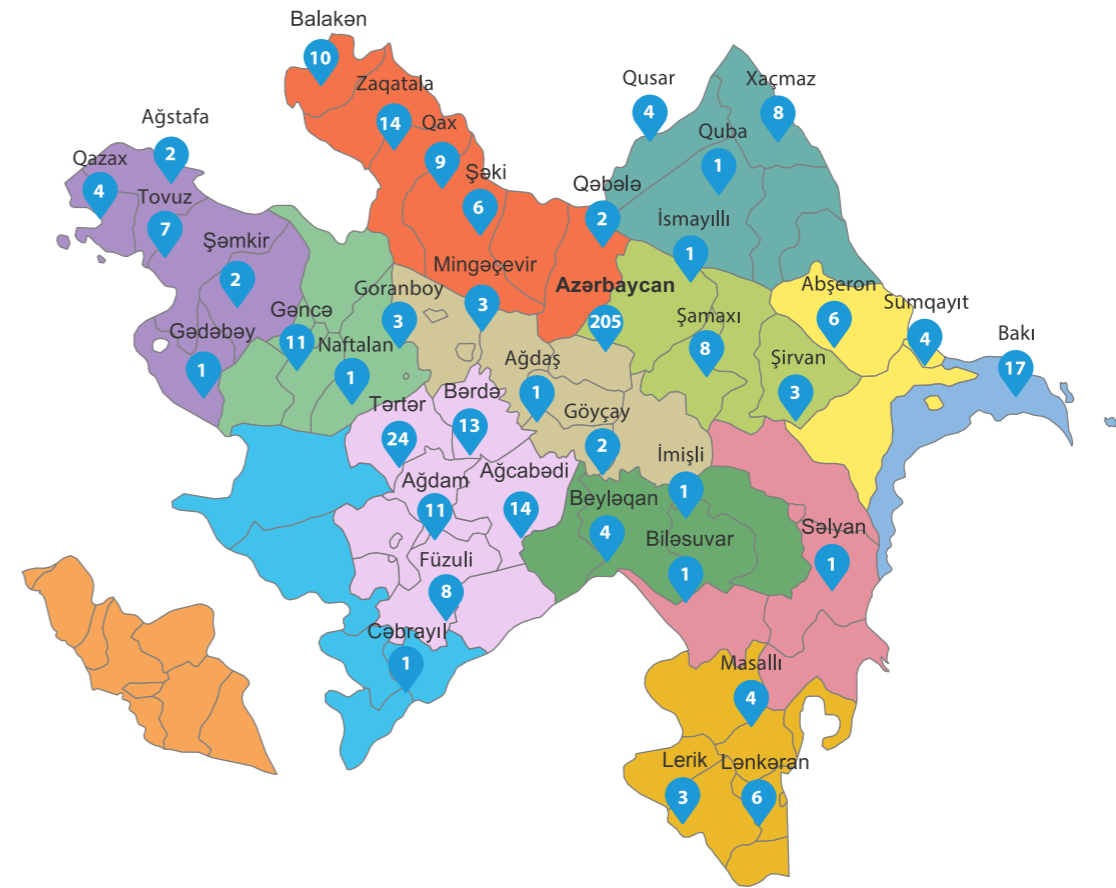 Balakən
10
Zaqatala
14
Qax
9
Şəki
6
Qusar
4
Xaçmaz
8
Quba
1
Ağstafa
2
Qazax
4
Tovuz
7
Şəmkir
2
Gədəbəy
1
Qəbələ
2
İsmayıllı
1
Mingəçevir
3
Azərbaycan
205
Goranboy
3
Gəncə
11
Naftalan
1
Şamaxı
8
Abşeron
6
Sumqayıt
4
Bakı
17
Şirvan
3
Ağdaş
1
Göyçay
2
Bərdə
13
Tərtər
24
Ağdam
11
Ağcabədi
14
Füzuli
8
Cəbrayıl
1
Beyləqan
4
İmişli
1
Biləsuvar
1
Səlyan
1
Masallı
4
Lerik
3
Lənkəran
6